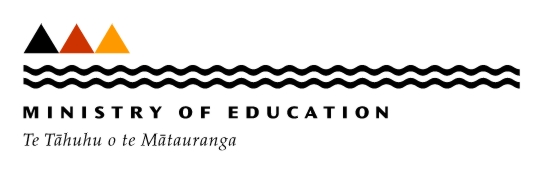 MINISTRY OF EDUCATION
Te Tāhuhu o te Mātauranga